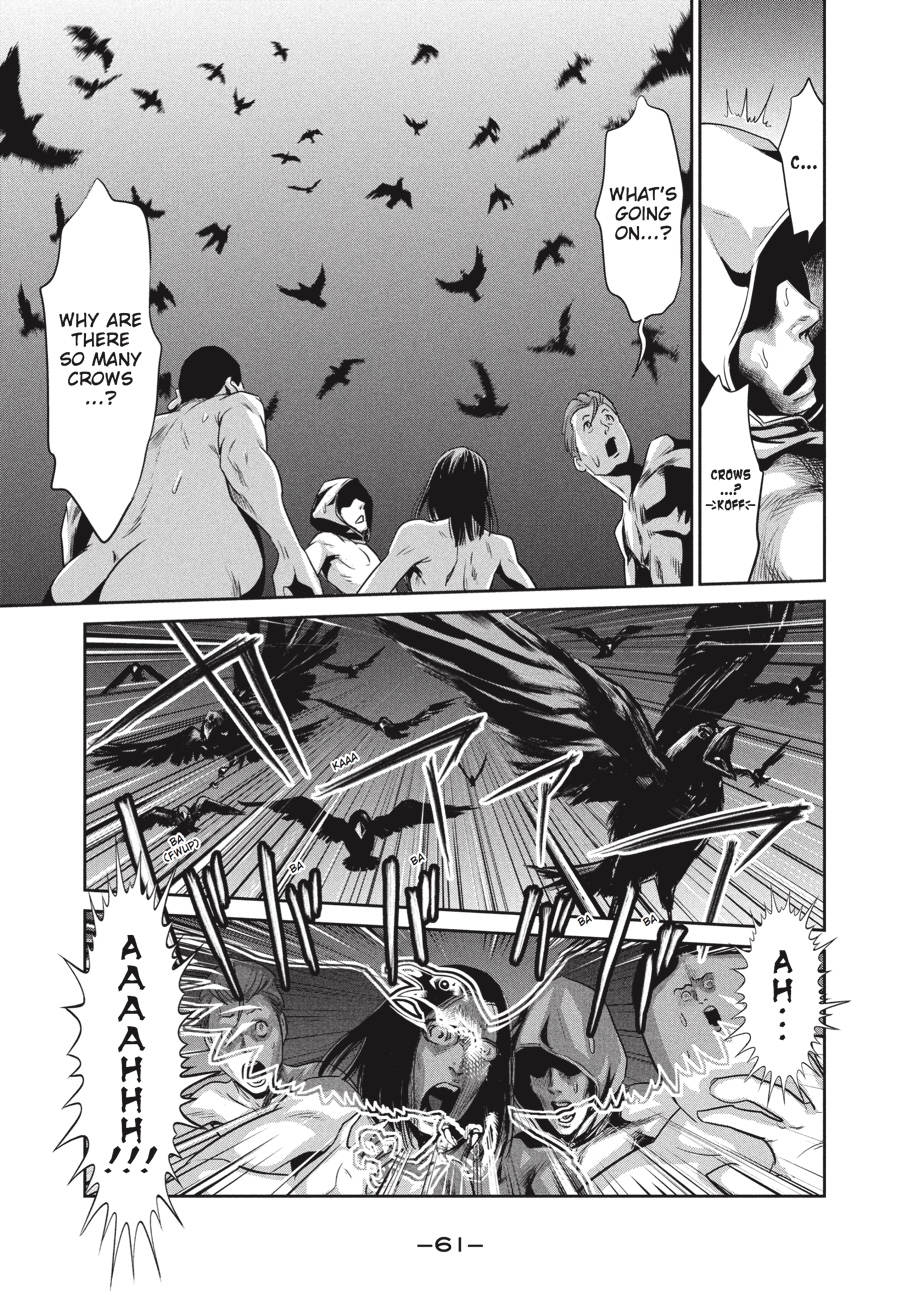 C...
CROWS
...?
KOFF
WHAT'S
GOING
ON...?
WHY ARE
THERE
SO MANY
CROWS
...?
KAAA
BA
(FWUP)
BA
BA
BA
BA
AH...
AAAAHHH!!!
-61-